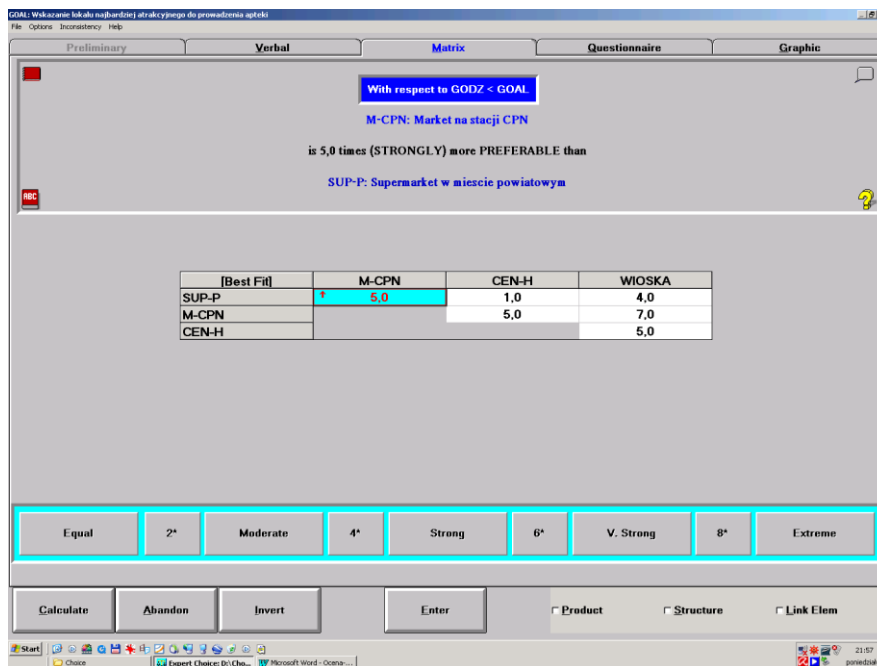 GOAL: Wskazanie lokalu najbardziej atrakcyjnego do prowadzenia apteki
File Options Inconsistency Help
Preliminary Verbal Matrix Questionnaire Graphic
With respect to GODZ < GOAL
M-CPN: Market na stacji CPN
is 5,0 times (STRONGLY) more PREFERABLE than
SUP-P: Supermarket w miescie powiatowym
ABC
[Best Fit] M-CPN CEN-H WIOSKA
SUP-P 5,0 1,0 4,0
M-CPN 5,0 7,0
CEN-H 5,0
Equal 2* Moderate 4* Strong 6* V. Strong 8* Extreme
Calculate Abandon Invert Enter Product Structure Link Elem
Start 21:57
Choice Expert Choice: D:\Cho... Microsoft Word - Ocena-... poniedział